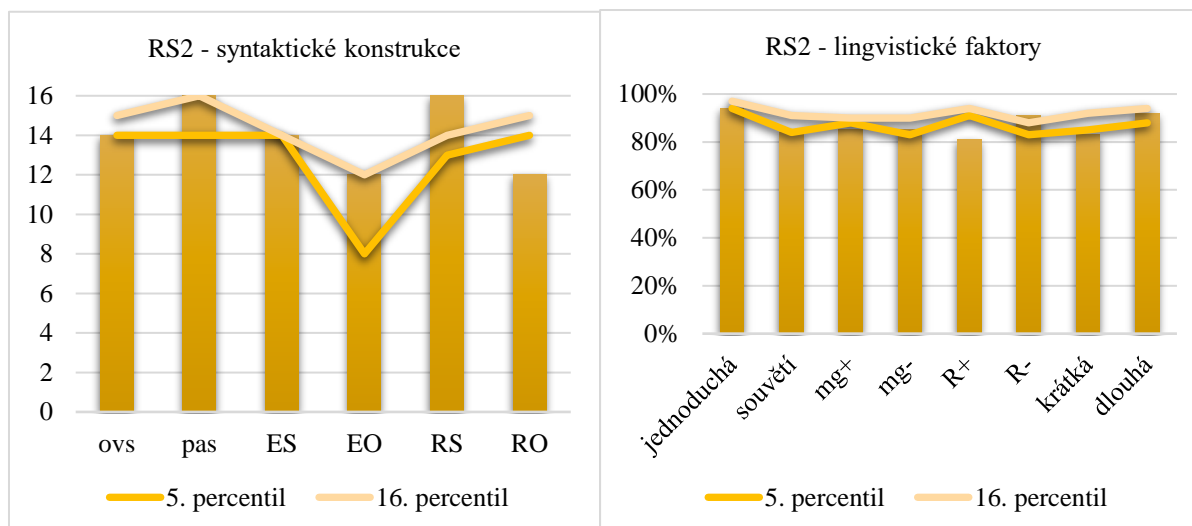 RS2 - syntaktické konstrukce
16
14
12
10
8
6
4
2
0
ovs pas ES EO RS RO
5. percentil 16. percentil
RS2 - lingvistické faktory
100%
80%
60%
40%
20%
0%
jednoduchá souvětí mg+ mg- R+ R- krátká dlouhá
5. percentil 16. percentil